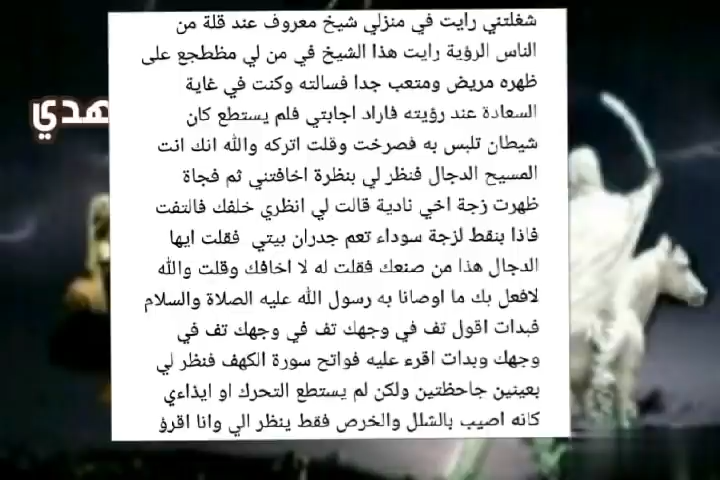 شغلتني رايت في منزلي شيخ معروف عند قلة من
الناس الرؤية رايت هذا الشيخ في من لي مظطجع على
ظهره مريض ومتعب جدا فسالته وكنت في غاية
السعادة عند رؤيته فاراد اجابتي فلم يستطع كان
شيطان تلبس به فصرخت وقلت اتركه والله انك انت
المسيح الدجال فنظر لي بنظرة اخافتني ثم فجاة
ظهرت زجة اخي نادية قالت لي انظري خلفك فالتفت
فاذا بنقط لزجة سوداء تعم جدران بيتي فقلت ايها
الدجال هذا من صنعك فقلت له لا اخافك وقلت والله
لافعل بك ما اوصانا به رسول الله عليه الصلاة والسلام
فبدات اقول تف في وجهك تف في وجهك تف في
وجهك وبدات اقرء عليه فواتح سورة الكهف فنظر لي
بعينين جاحظتين ولكن لم يستطع التحرك او ايذاءي
كانه اصيب بالشلل والخرص فقط ينظر الي وانا اقرؤ
هدي